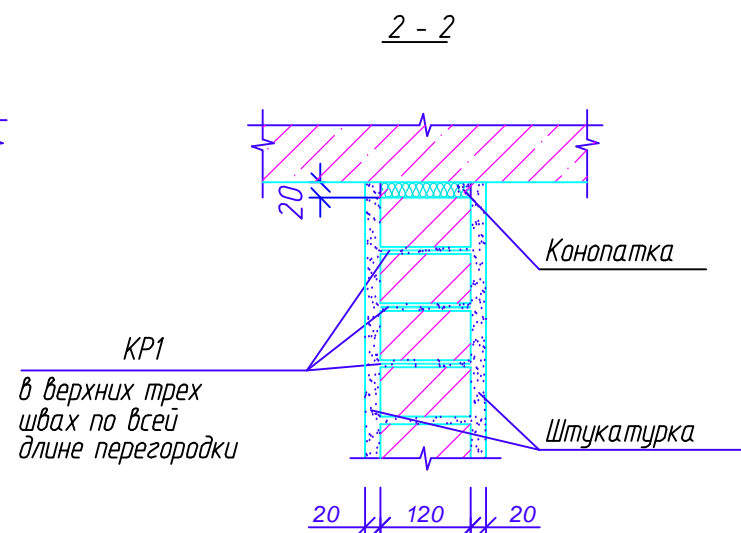 2 - 2
20
Конопатка
КР1
в верхних трех
швах по всей
длине перегородки
Штукатурка
20 120 20